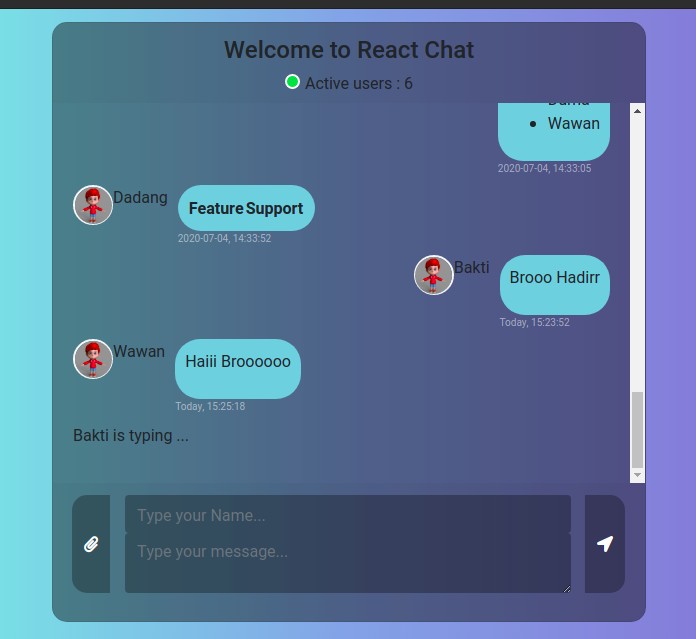 Welcome to React Chat
Active users : 6
Wawan
2020-07-04, 14:33:05
Dadang
Feature Support
2020-07-04, 14:33:52
Bakti
Brooo Hadirr
Today, 15:23:52
Wawan
Haiii Broooooo
Today, 15:25:18
Bakti is typing ...
Type your Name...
Type your message...